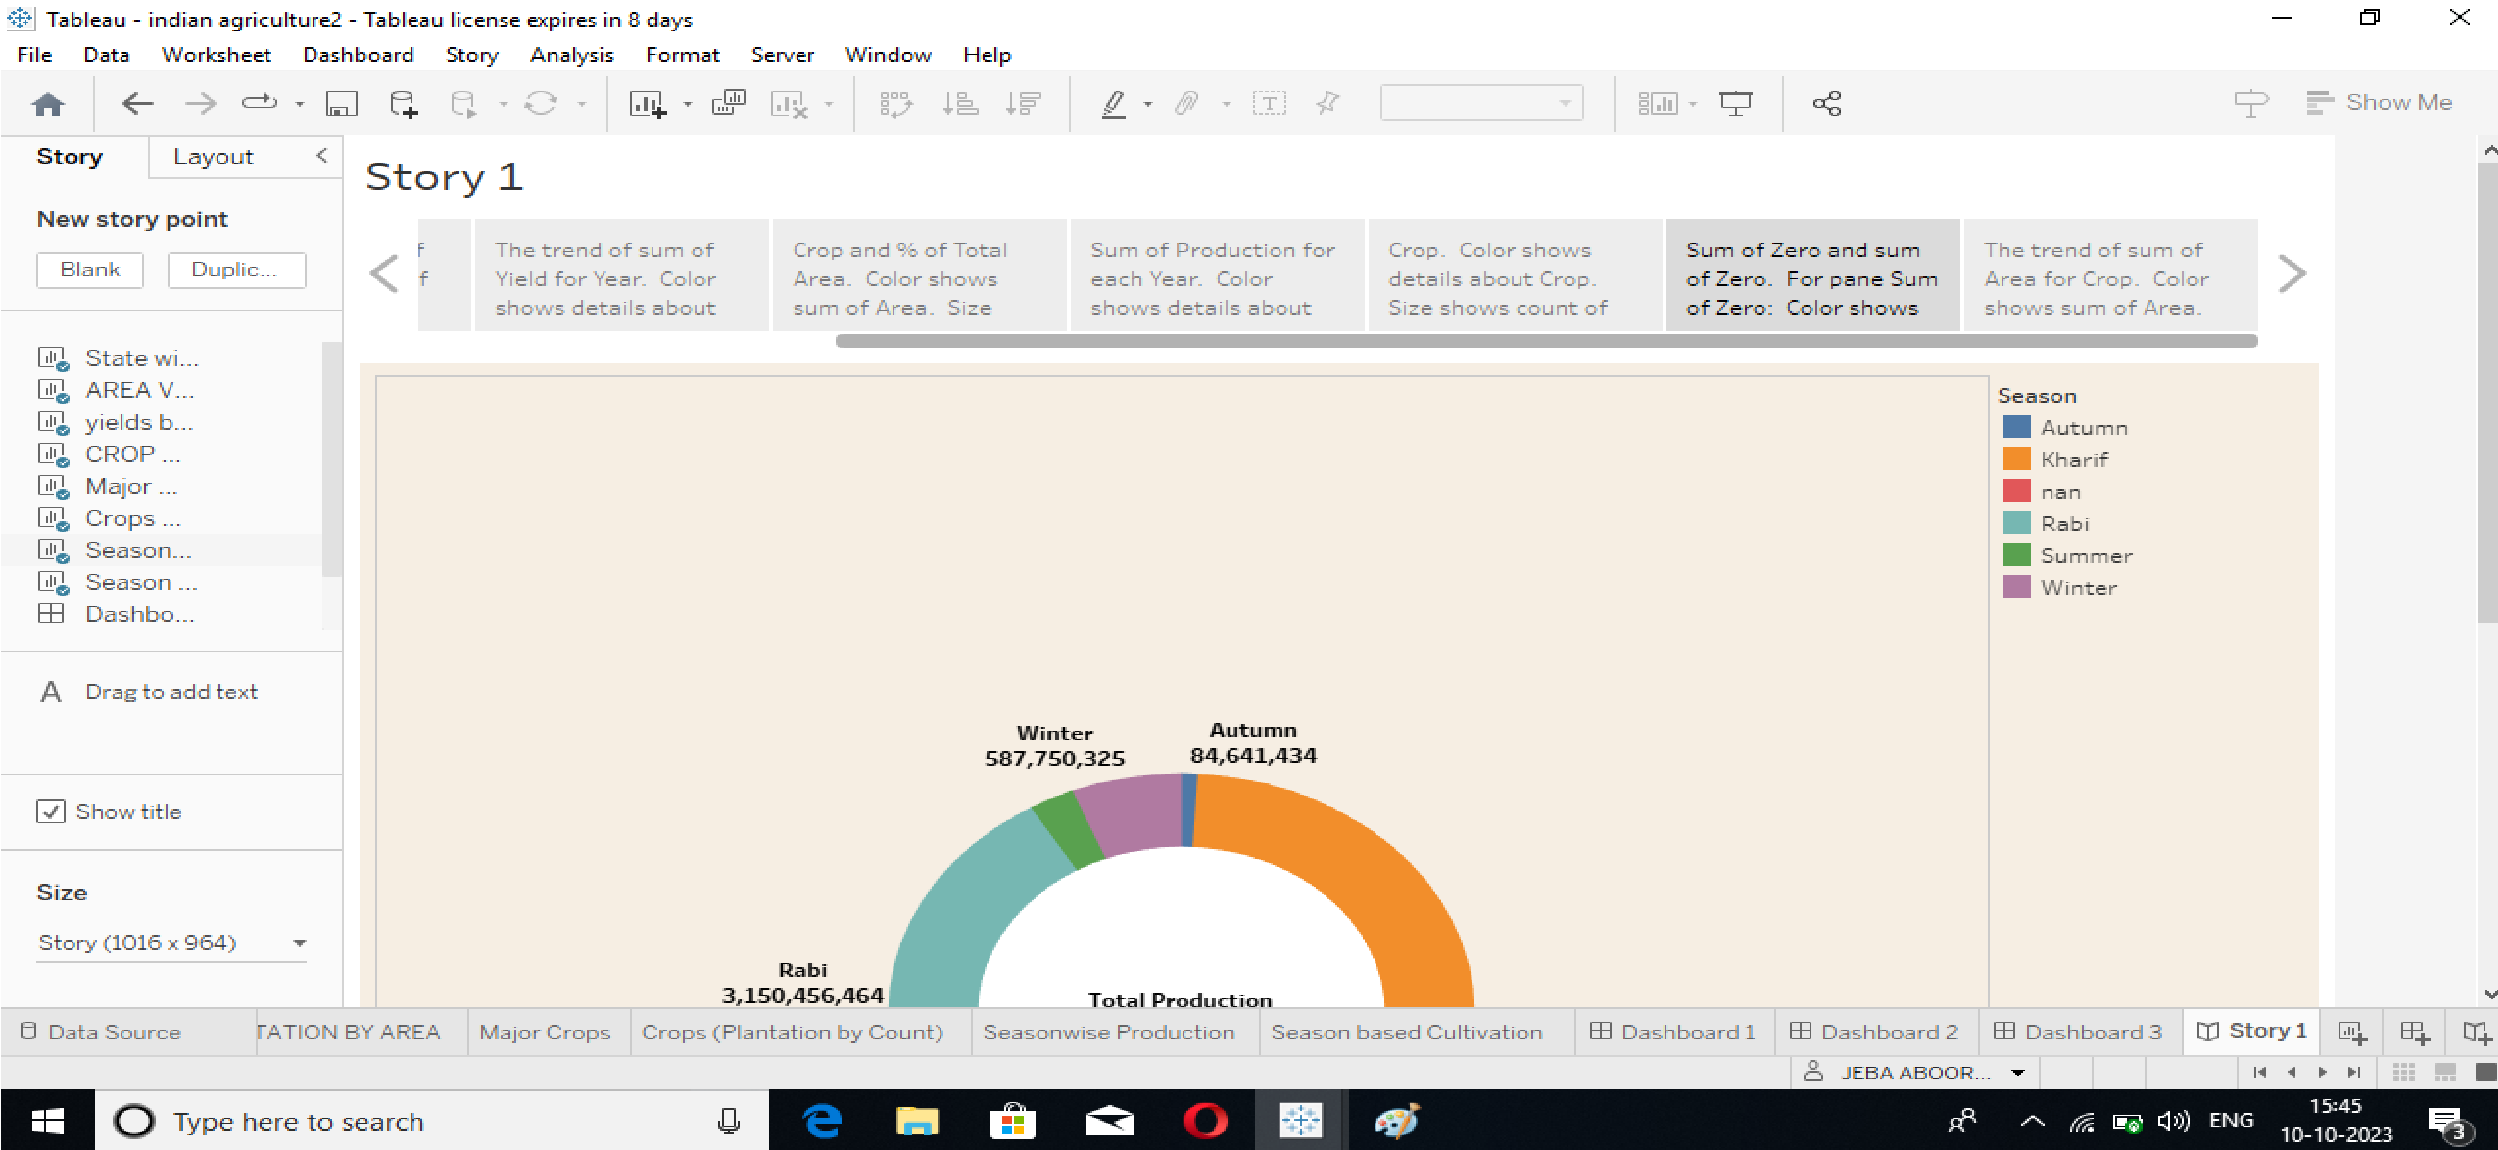 Tableau - indian agriculture2 - Tableau license expires in 8 days
File Data Worksheet Dashboard Story Analysis Format Server Window Help
Show Me
Story Layout
New story point
Blank Duplic...
State wi...
AREA V...
yields b...
CROP ...
Major ...
Crops ...
Season...
Season ...
Dashbo...
A Drag to add text
Show title
Size
Story (1016 x 964)
Story 1
f
f
The trend of sum of
Yield for Year. Color
shows details about
Crop and % of Total
Area. Color shows
sum of Area. Size
Sum of Production for
each Year. Color
shows details about
Crop. Color shows
details about Crop.
Size shows count of
Sum of Zero and sum
of Zero. For pane Sum
of Zero: Color shows
The trend of sum of
Area for Crop. Color
shows sum of Area.
Season
Autumn
Kharif
nan
Rabi
Summer
Winter
Winter
587,750,325
Autumn
84,641,434
Rabi
3,150,456,464
Total Production
Data Source TATION BY AREA Major Crops Crops (Plantation by Count) Seasonwise Production Season based Cultivation Dashboard 1 Dashboard 2 Dashboard 3 Story 1
JEBA ABOOR...
Type here to search
ENG
15:45
10-10-2023
3